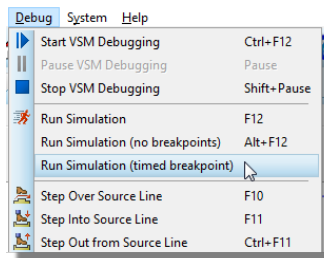 Debug System Help
Start VSM Debugging Ctrl+F12
Pause VSM Debugging Pause
Stop VSM Debugging Shift+Pause
Run Simulation F12
Run Simulation (no breakpoints) Alt+F12
Run Simulation (timed breakpoint)
Step Over Source Line F10
Step Into Source Line F11
Step Out from Source Line Ctrl+F11